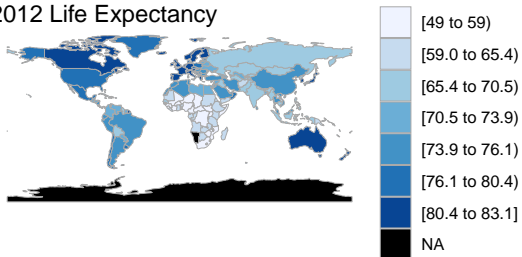 2012 Life Expectancy
[49 to 59)
[59.0 to 65.4)
[65.4 to 70.5)
[70.5 to 73.9)
[73.9 to 76.1)
[76.1 to 80.4)
[80.4 to 83.1]
NA